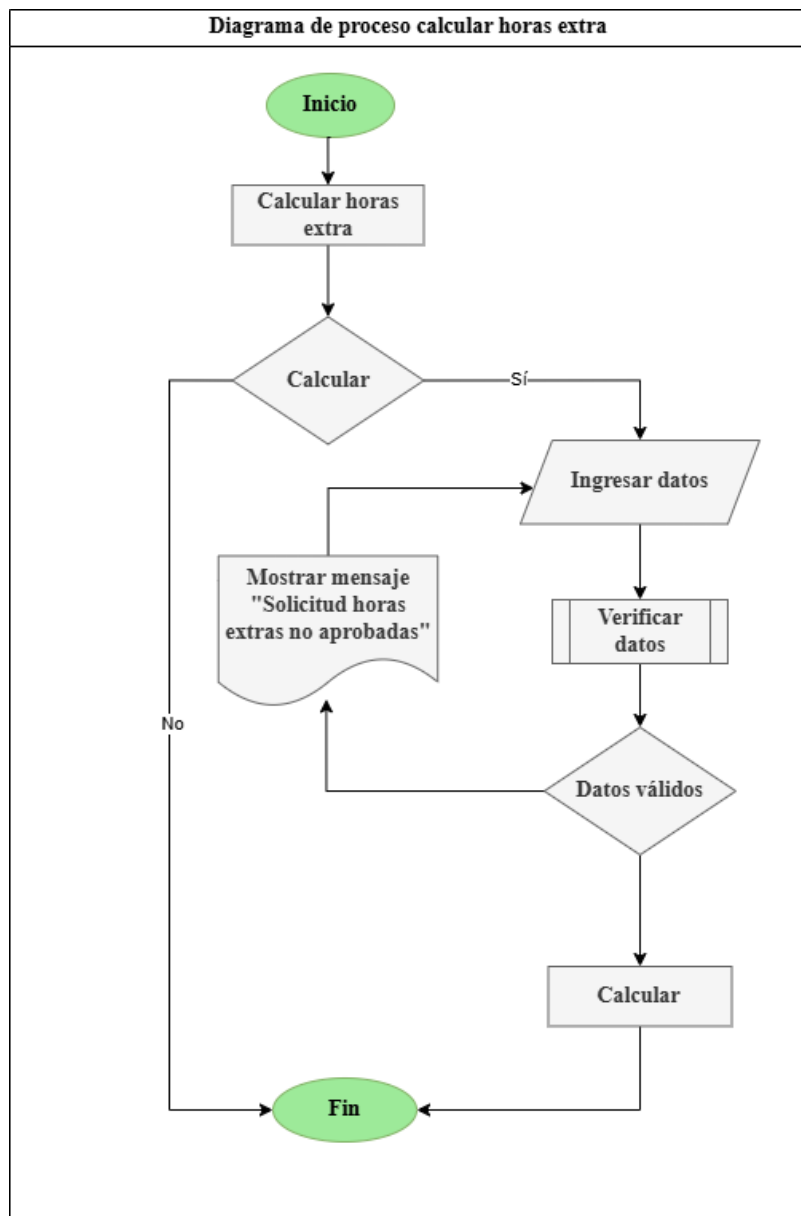 Diagrama de proceso calcular horas extra
Inicio
Calcular horas
extra
Calcular
Sí
Ingresar datos
Mostrar mensaje
"Solicitud horas
extras no aprobadas"
Verificar
datos
No
Datos válidos
Calcular
Fin